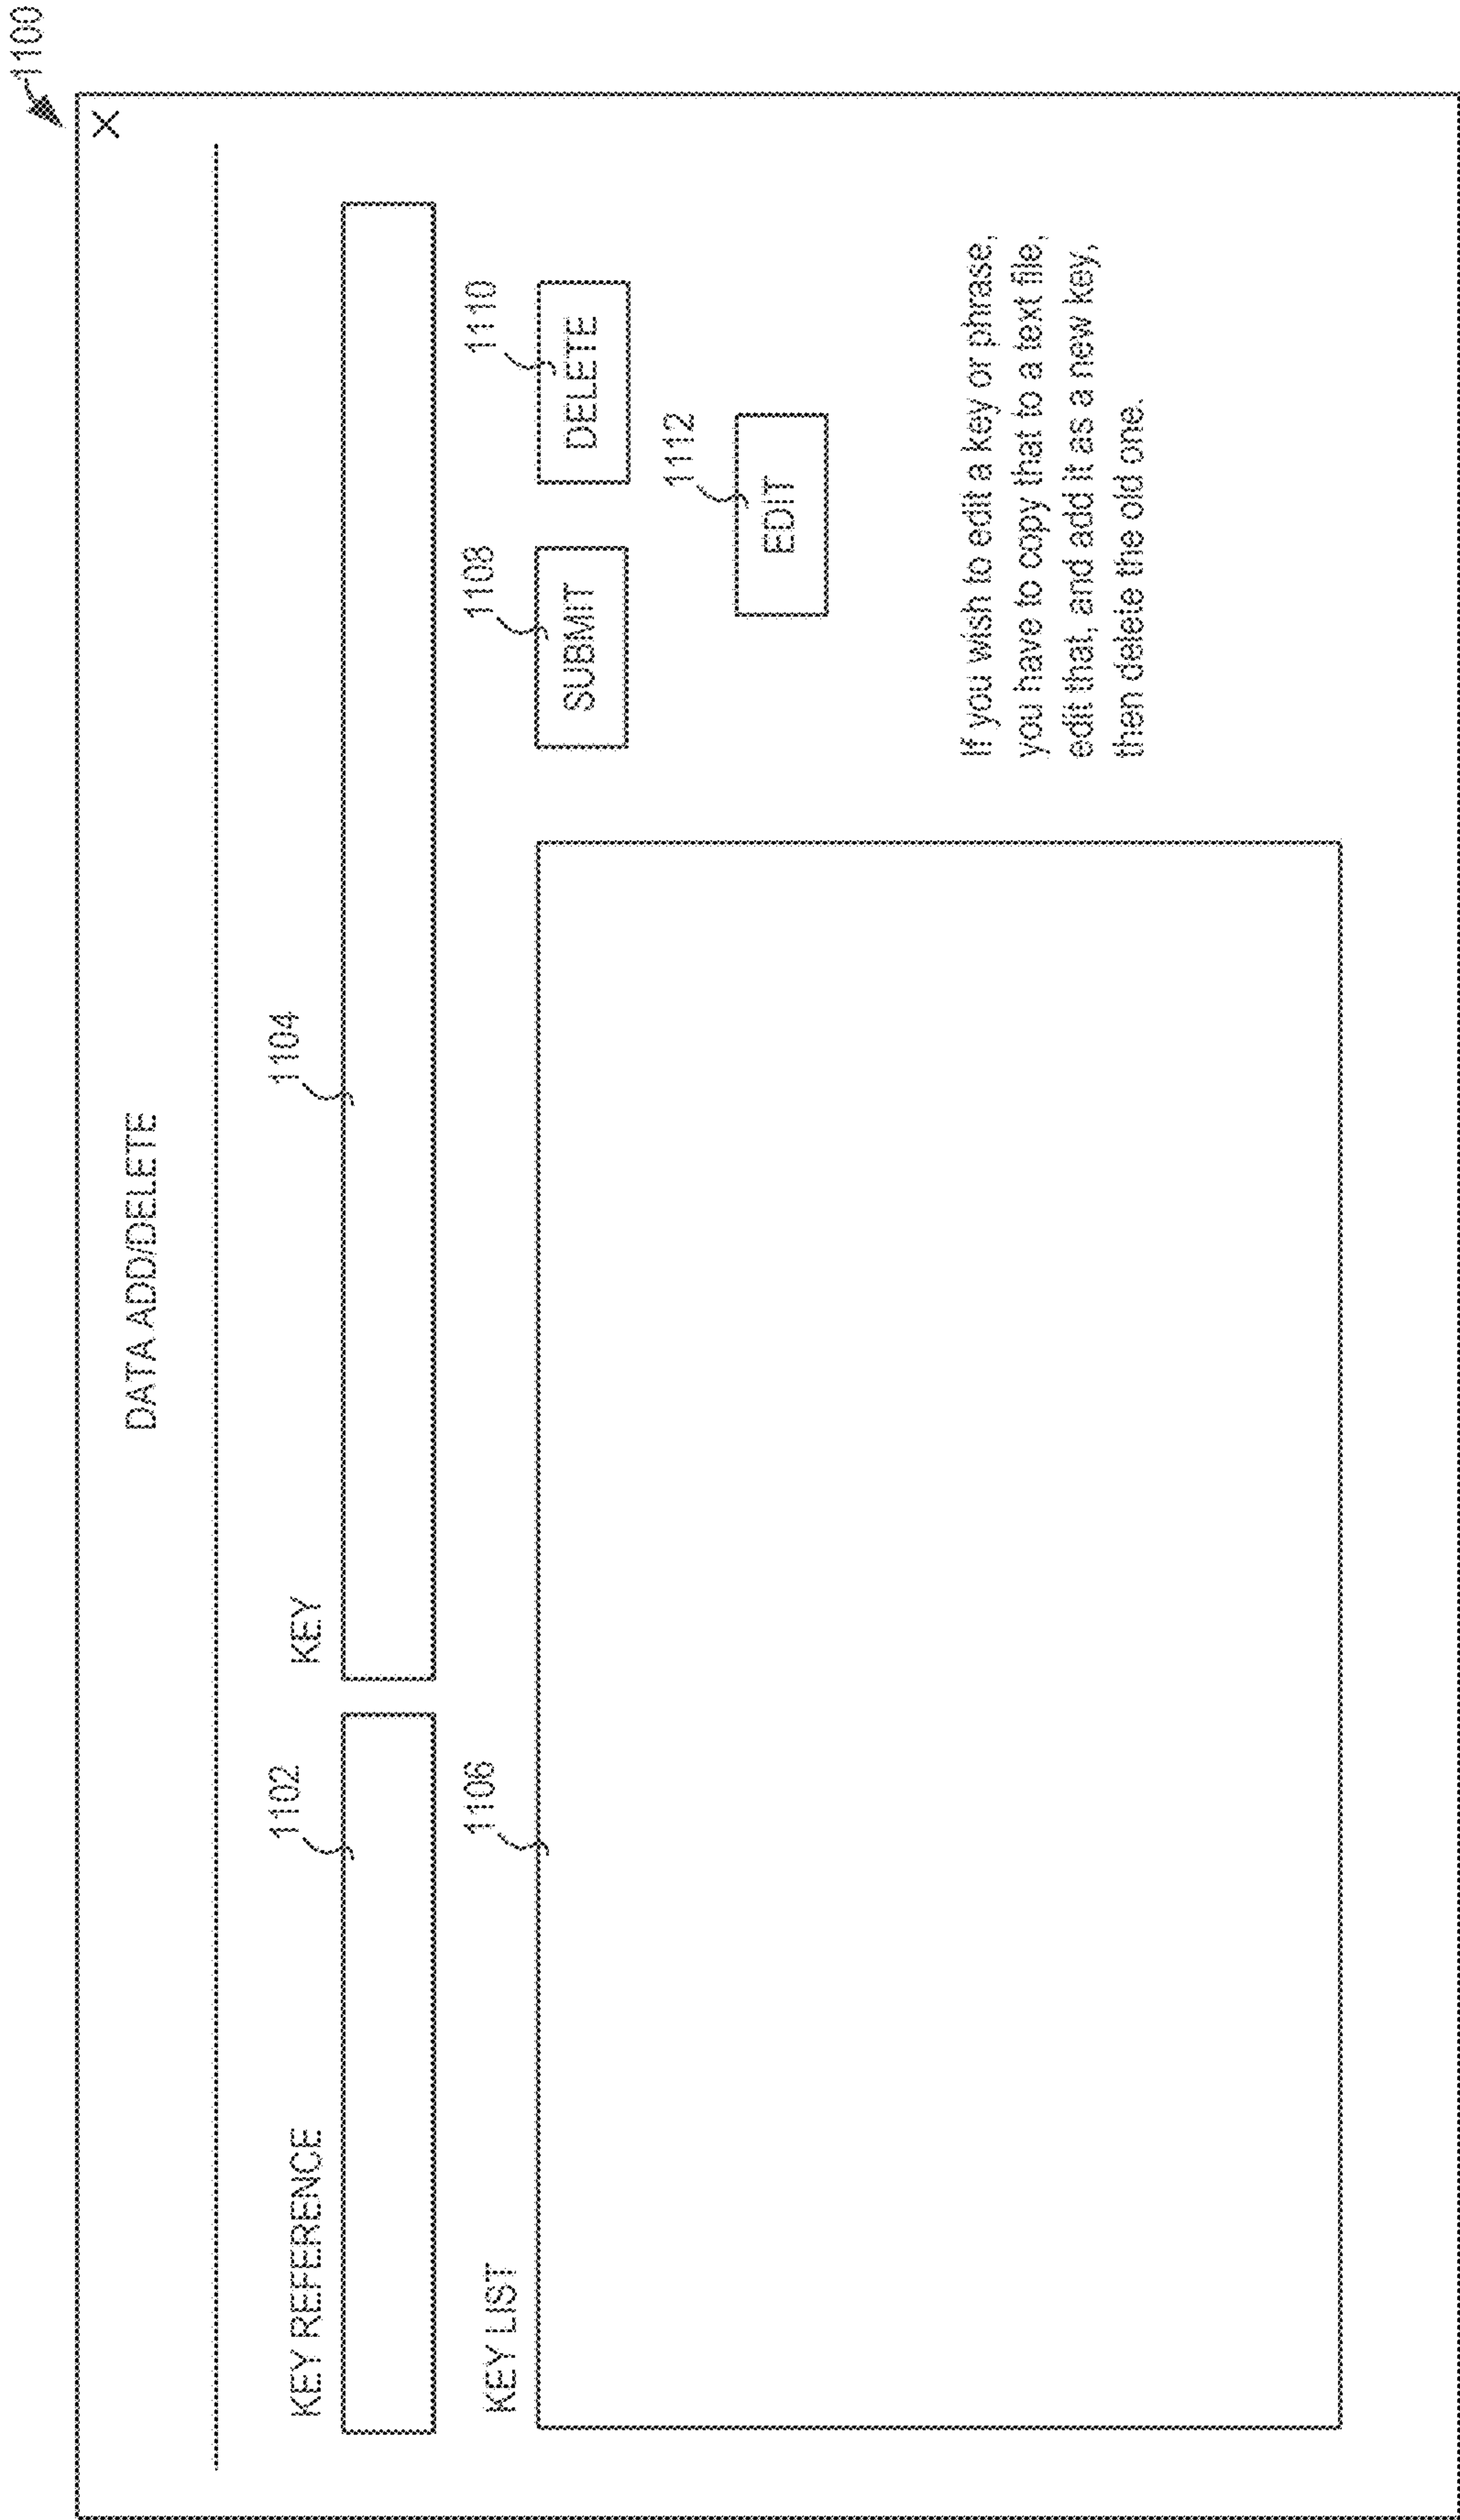 1100
X
DATA ADD/DELETE
KEY REFERENCE
1102
KEY
1104
KEY LIST
1106
1108
SUBMIT
1110
DELETE
1112
EDIT
If you wish to edit a key or phrase,
you have to copy that to a text file,
edit that, and add it as a new key,
then delete the old one.